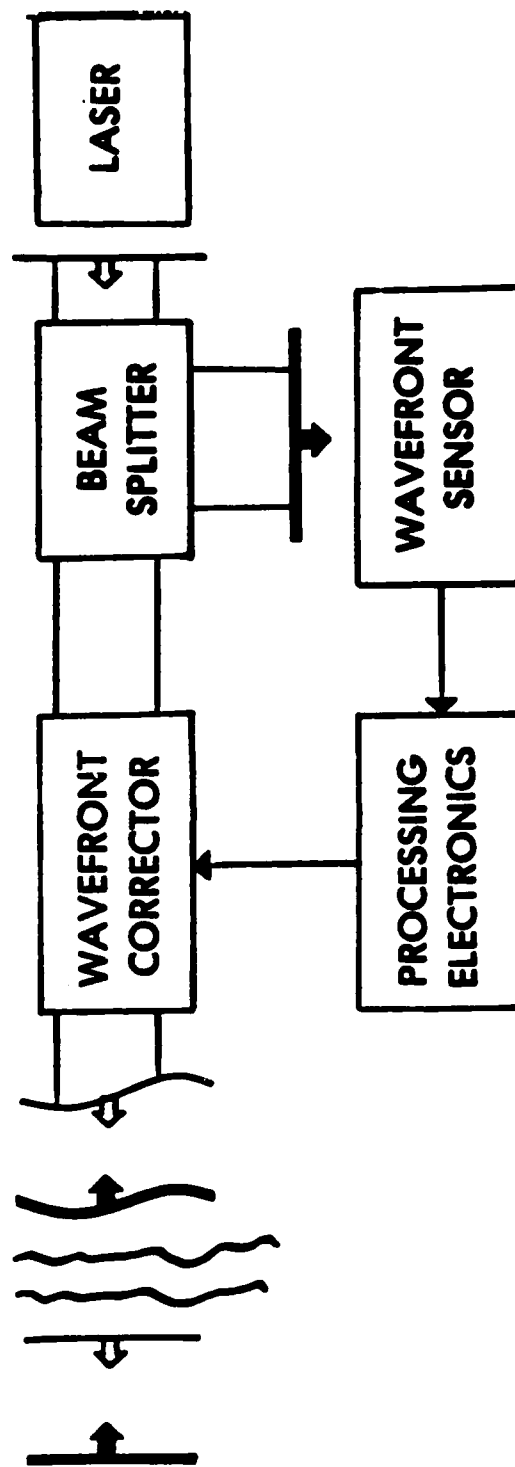 WAVEFRONT
CORRECTOR
BEAM
SPLITTER
LASER
PROCESSING
ELECTRONICS
WAVEFRONT
SENSOR